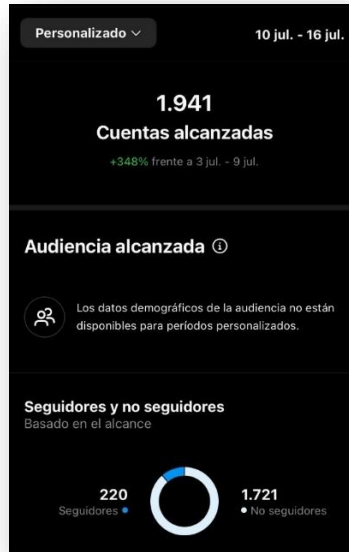 Personalizado
10 jul. - 16 jul.
1.941
Cuentas alcanzadas
+348% frente a 3 jul. - 9 jul.
Audiencia alcanzada
Los datos demográficos de la audiencia no están
disponibles para períodos personalizados.
Seguidores y no seguidores
Basado en el alcance
220
Seguidores
1.721
No seguidores